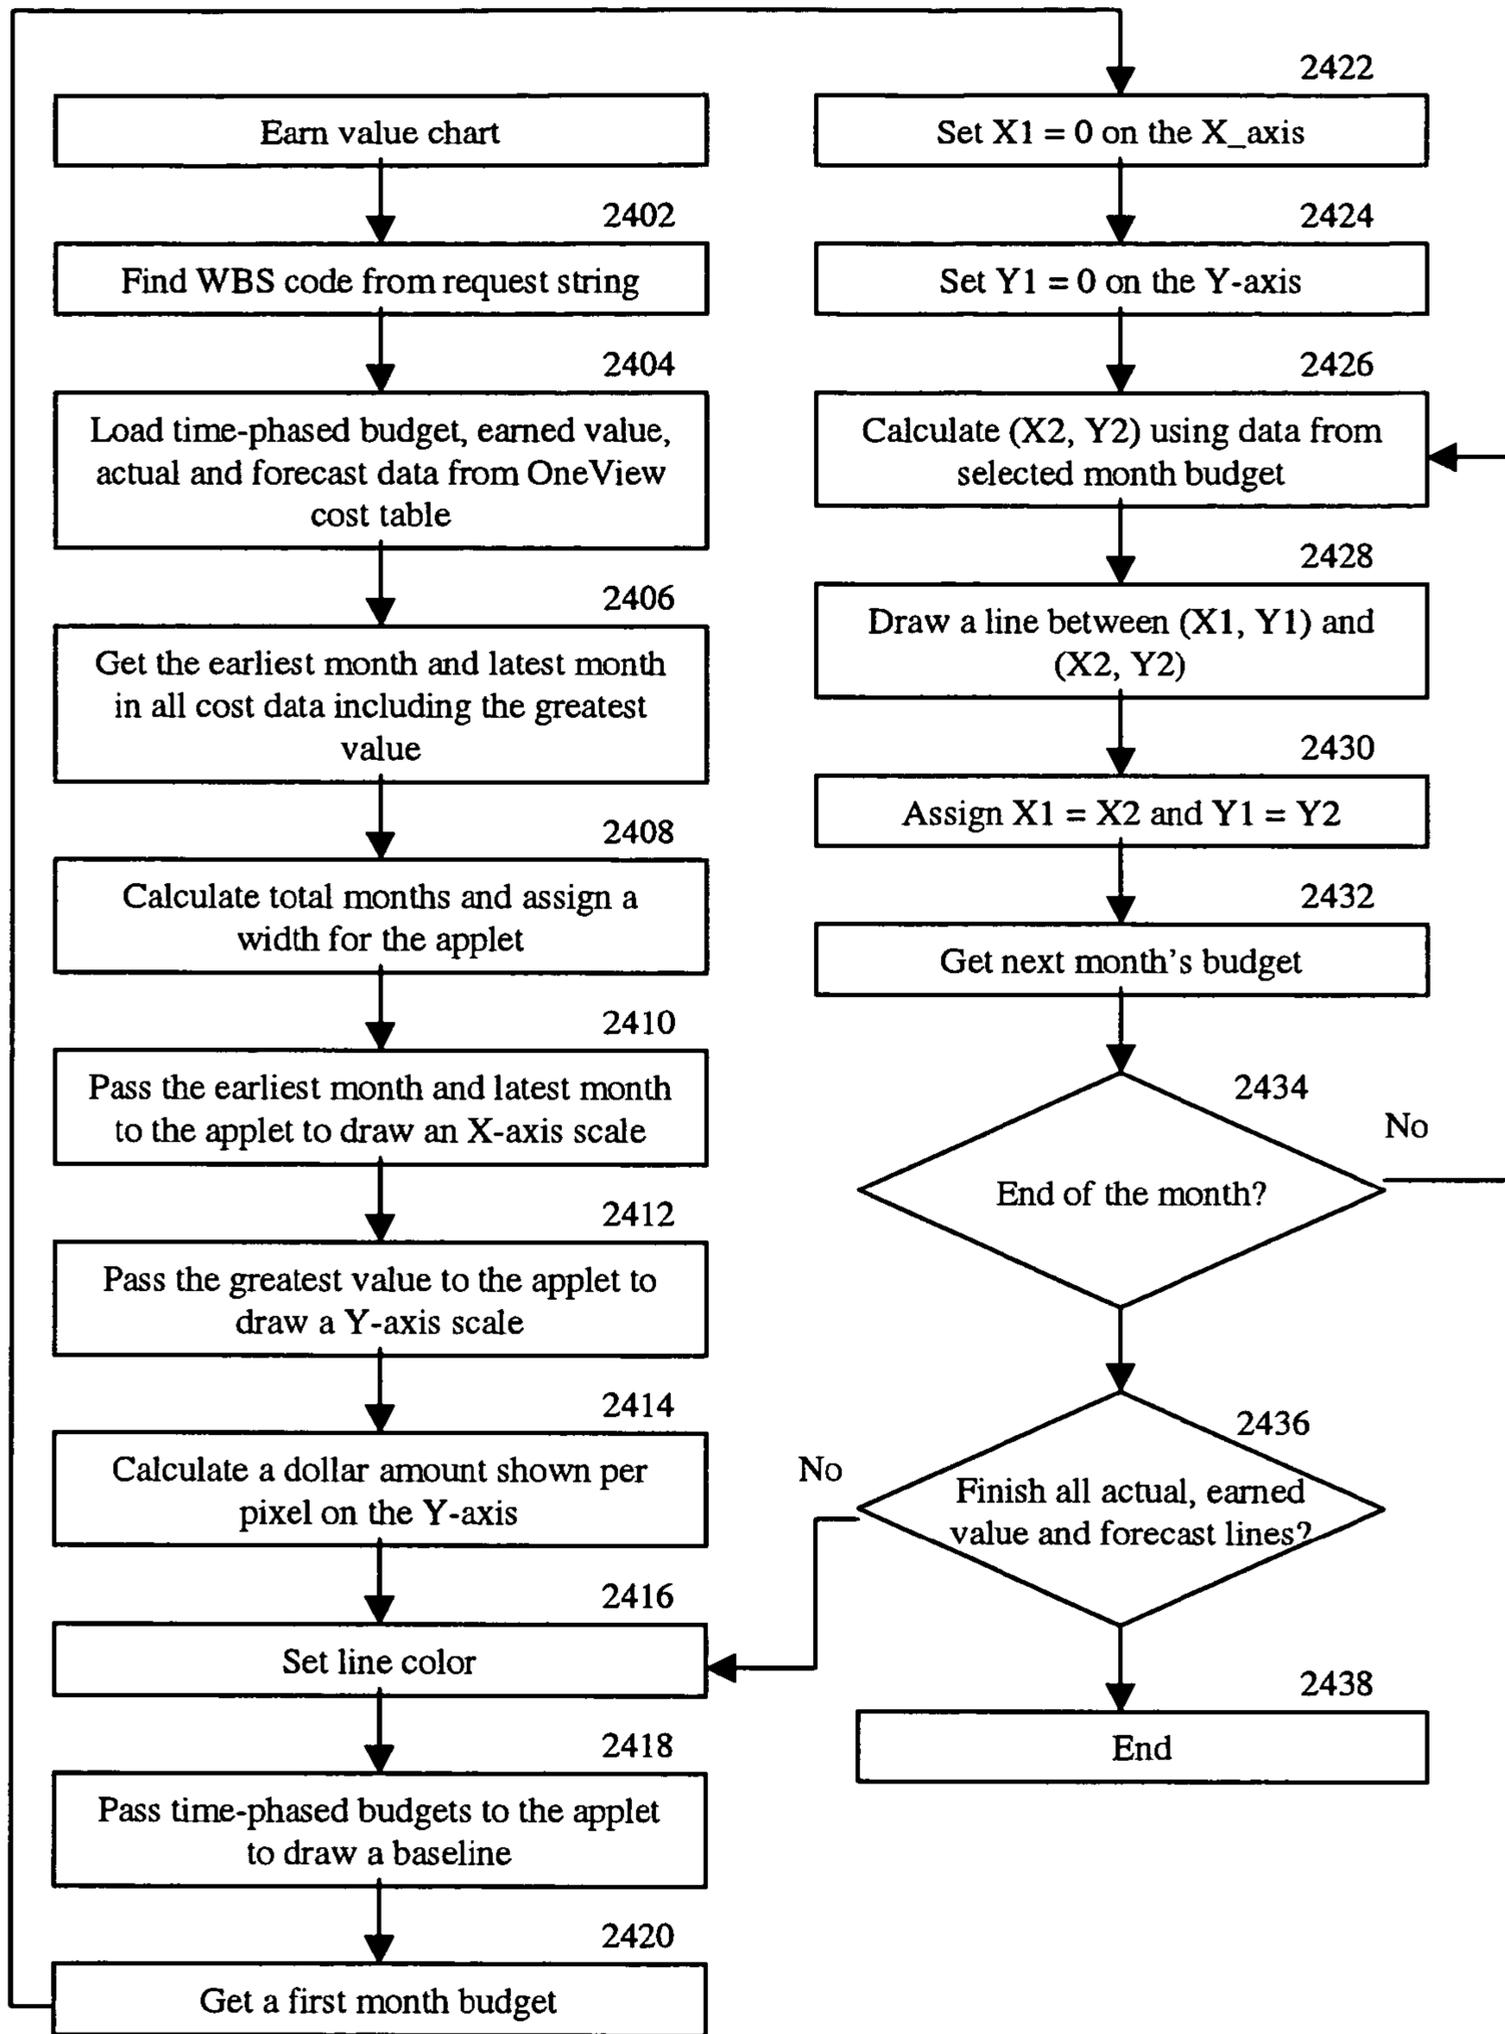 Earn value chart
2402
Find WBS code from request string
2404
Load time-phased budget, earned value,
actual and forecast data from OneView
cost table
2406
Get the earliest month and latest month
in all cost data including the greatest
value
2408
Calculate total months and assign a
width for the applet
2410
Pass the earliest month and latest month
to the applet to draw an X-axis scale
2412
Pass the greatest value to the applet to
draw a Y-axis scale
2414
Calculate a dollar amount shown per
pixel on the Y-axis
2416
Set line color
2418
Pass time-phased budgets to the applet
to draw a baseline
2420
Get a first month budget
2422
Set X1 = 0 on the X_axis
2424
Set Y1 = 0 on the Y-axis
2426
Calculate (X2, Y2) using data from
selected month budget
2428
Draw a line between (X1, Y1) and
(X2, Y2)
2430
Assign X1 = X2 and Y1 = Y2
2432
Get next month's budget
2434
No
End of the month?
2436
No
Finish all actual, earned
value and forecast lines?
2438
End